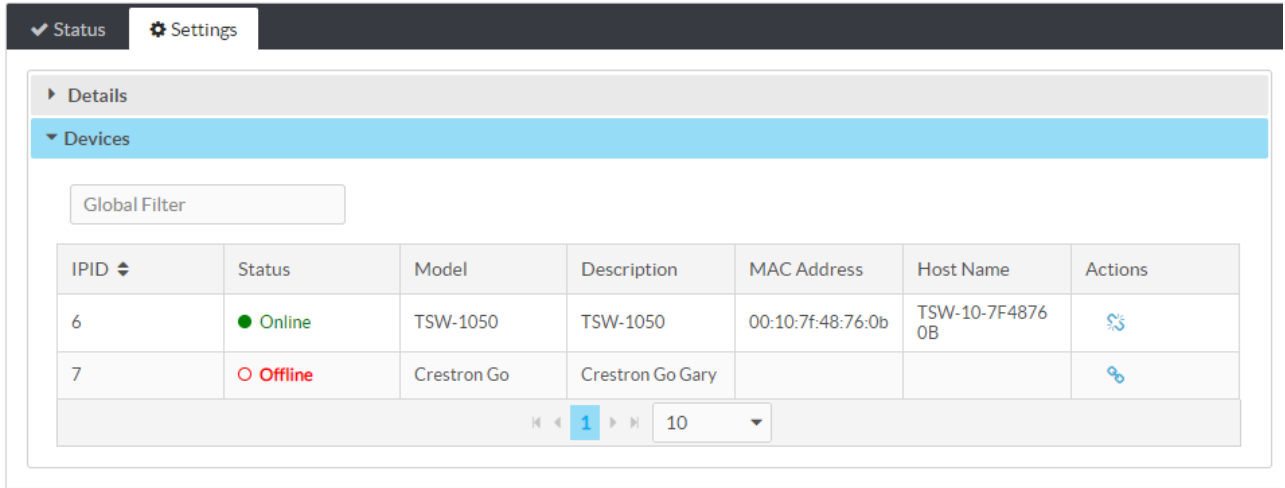 Status Settings
Details
Devices
Global Filter
IPID Status Model Description MAC Address Host Name Actions
6 Online TSW-1050 TSW-1050 00:10:7f:48:76:0b TSW-10-7F4876
0B
7 Offline Crestron Go Crestron Go Gary
1 10